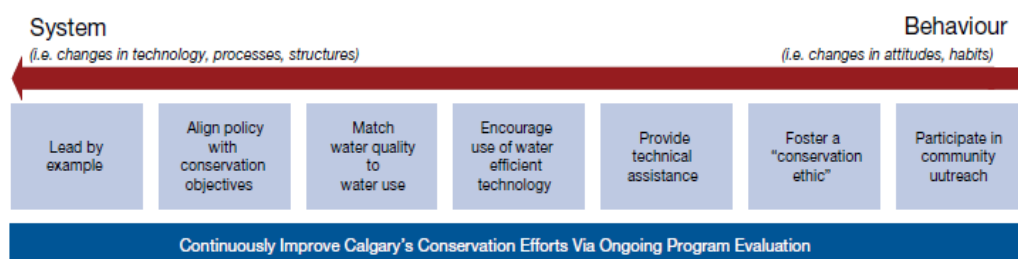 System
Behaviour
(i.e. changes in technology, processes, structures)
(i.e. changes in attitudes, habits)
Lead by
example
Align policy
with
conservation
objectives
Match
water quality
to
water use
Encourage
use of water
efficient
technology
Provide
technical
assistance
Foster a
“conservation
ethic”
Participate in
community
uutreach
Continuously Improve Calgary’s Conservation Efforts Via Ongoing Program Evaluation